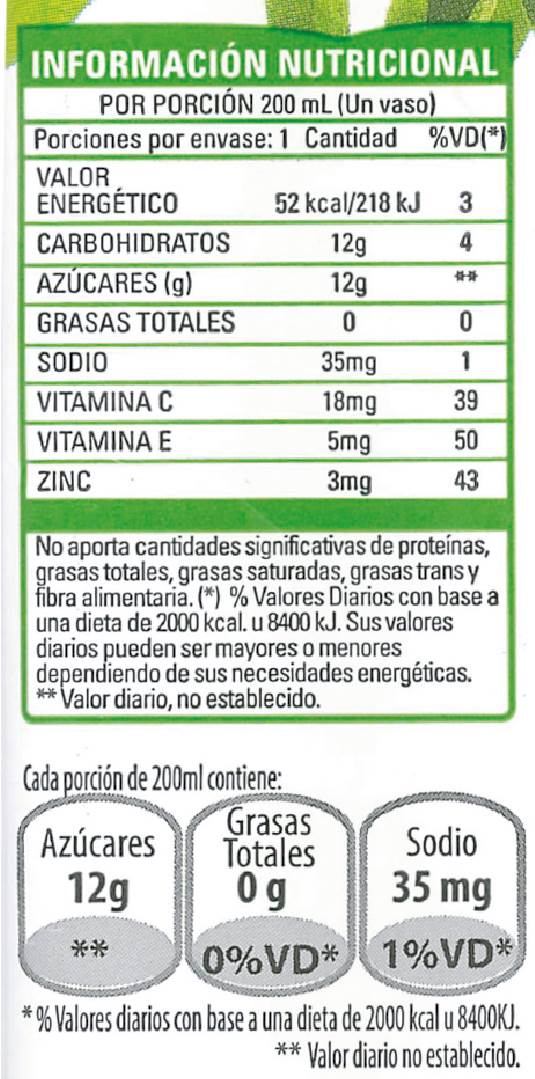 INFORMACIÓN NUTRICIONAL
POR PORCIÓN 200 mL (Un vaso)
Porciones por envase: 1 Cantidad %VD(*)
VALOR
ENERGÉTICO 52 kcal/218 kJ 3
CARBOHIDRATOS 12g 4
AZÚCARES (g) 12g **
GRASAS TOTALES 0 0
SODIO 35mg 1
VITAMINA C 18mg 39
VITAMINA E 5mg 50
ZINC 3mg 43
No aporta cantidades significativas de proteínas,
grasas totales, grasas saturadas, grasas trans y
fibra alimentaria. (*) % Valores Diarios con base a
una dieta de 2000 kcal. u 8400 kJ. Sus valores
diarios pueden ser mayores o menores
dependiendo de sus necesidades energéticas.
** Valor diario, no establecido.
Cada porción de 200ml contiene:
Azúcares
12g
**
Grasas
Totales
0 g
0%VD*
Sodio
35 mg
1%VD*
* % Valores diarios con base a una dieta de 2000 kcal u 8400KJ.
** Valor diario no establecido.